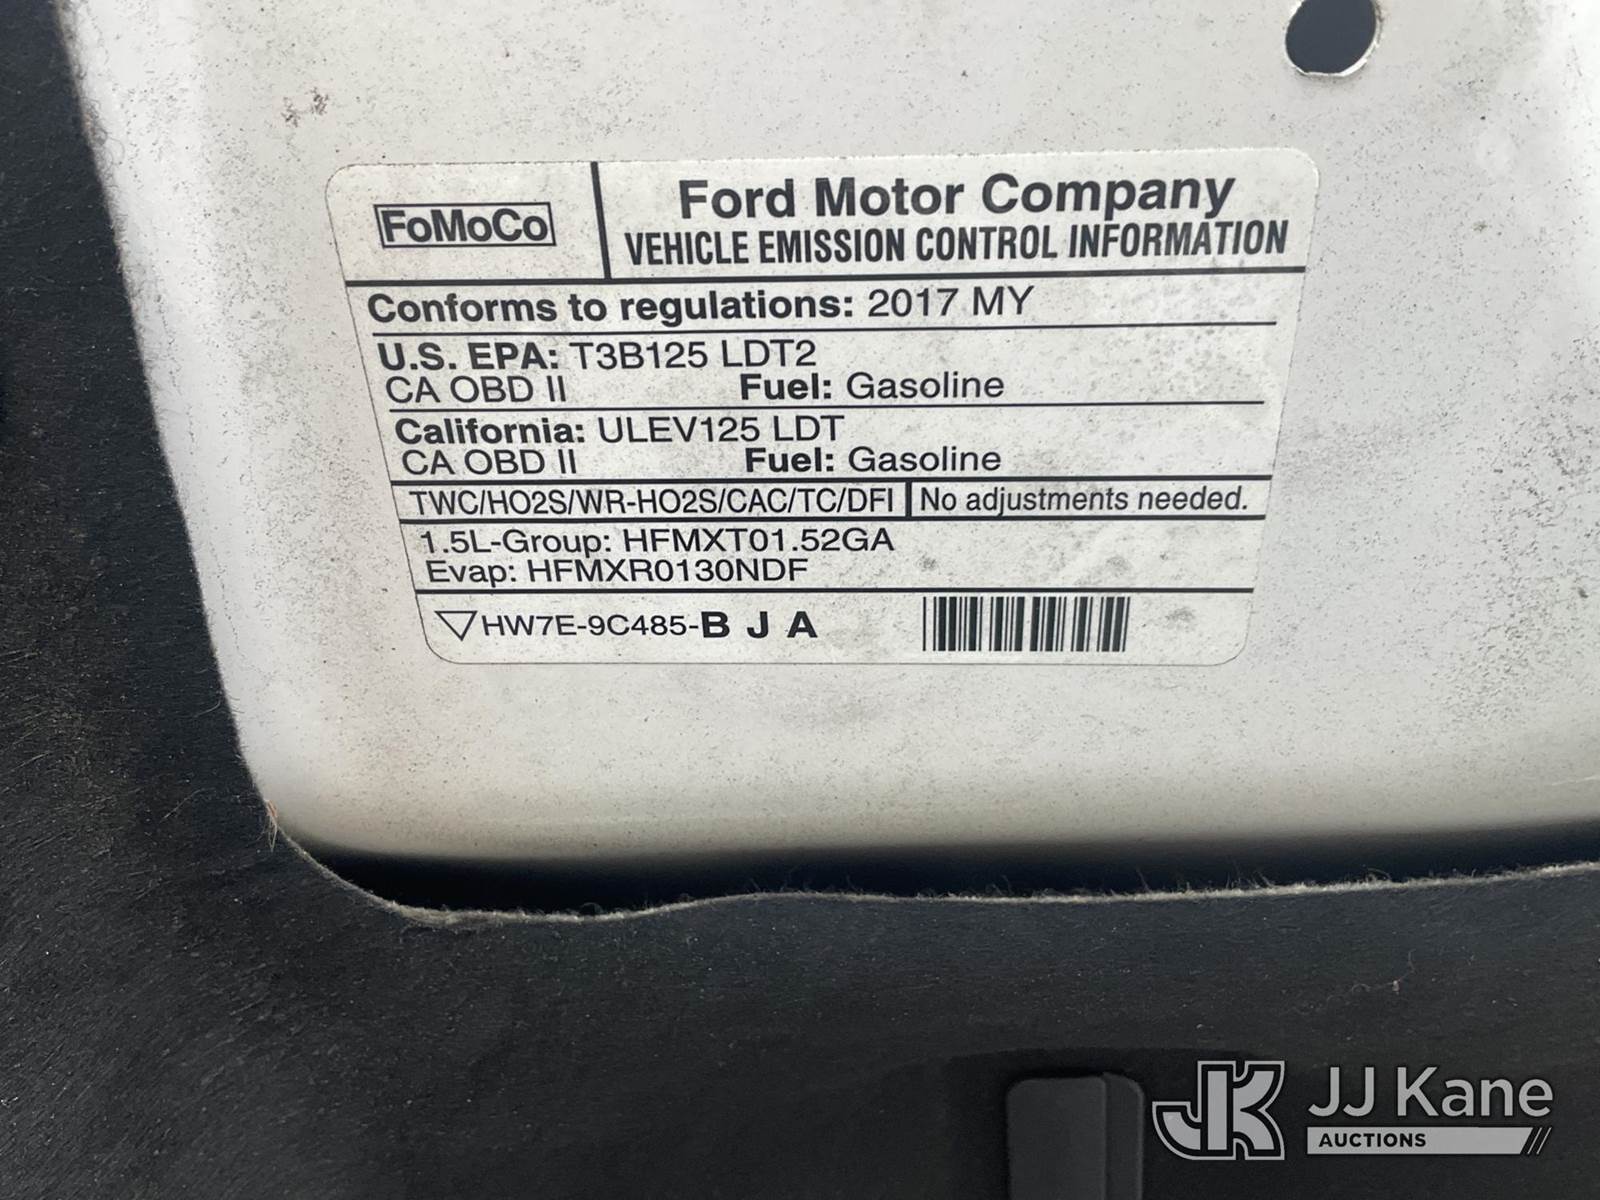 FoMoCo
Ford Motor Company
VEHICLE EMISSION CONTROL INFORMATION
Conforms to regulations: 2017 MY
U.S. EPA: T3B125 LDT2
CA OBD II Fuel: Gasoline
California: ULEV125 LDT
CA OBD II Fuel: Gasoline
TWC/HO2S/WR-HO2S/CAC/TC/DFI No adjustments needed.
1.5L-Group: HFMXT01.52GA
Evap: HFMXR0130NDF
HW7E-9C485-B J A
JK JJ Kane
AUCTIONS